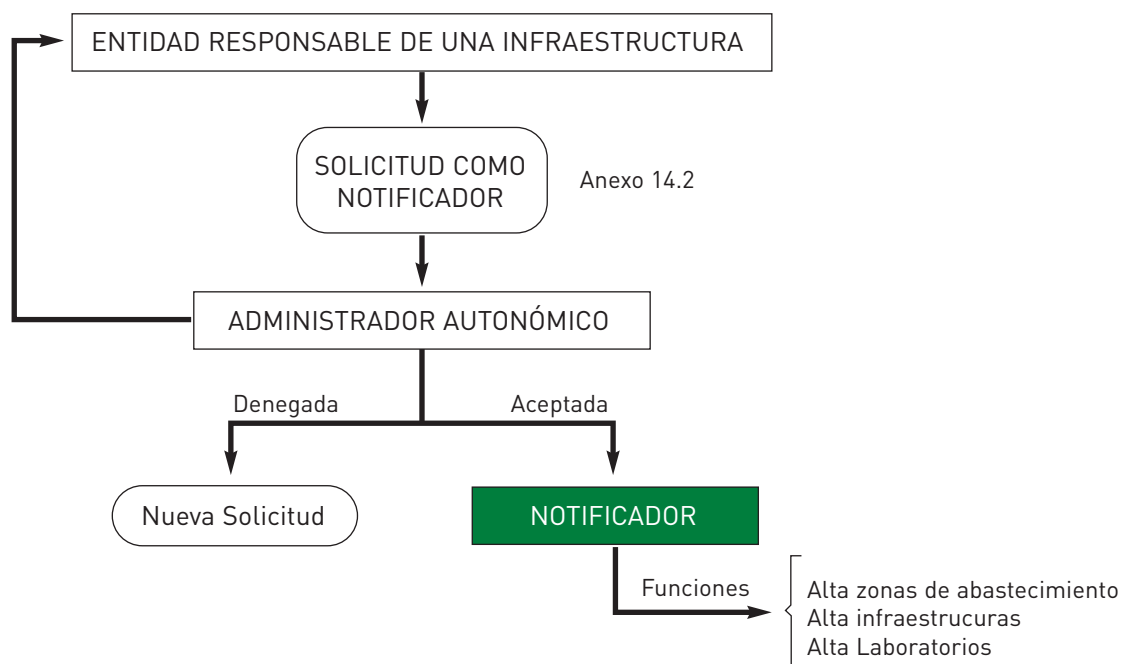 ENTIDAD RESPONSABLE DE UNA INFRAESTRUCTURA
SOLICITUD COMO
NOTIFICADOR
Anexo 14.2
ADMINISTRADOR AUTONÓMICO
Denegada
Aceptada
Nueva Solicitud
NOTIFICADOR
Funciones
Alta zonas de abastecimiento
Alta infraestrucuras
Alta Laboratorios